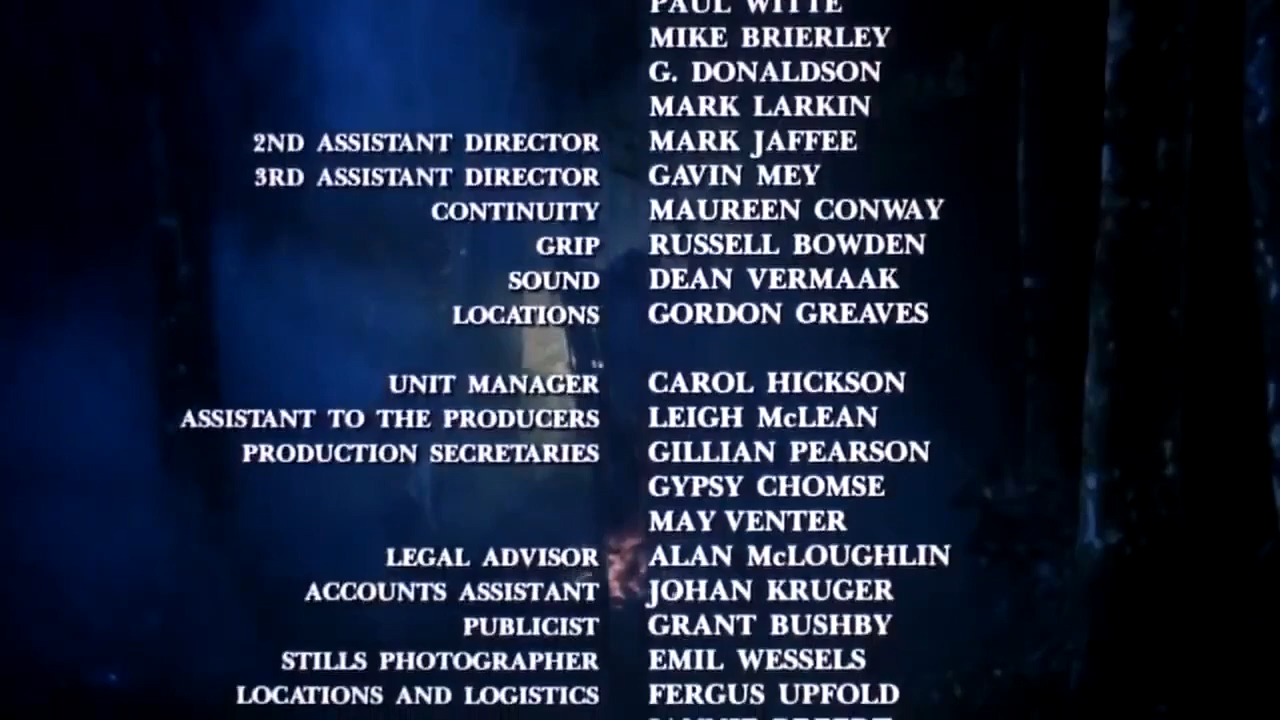 PAUL WITTE
MIKE BRIERLEY
G. DONALDSON
MARK LARKIN
2ND ASSISTANT DIRECTOR MARK JAFFEE
3RD ASSISTANT DIRECTOR GAVIN MEY
CONTINUITY MAUREEN CONWAY
GRIP RUSSELL BOWDEN
SOUND DEAN VERMAAK
LOCATIONS GORDON GREAVES
UNIT MANAGER CAROL HICKSON
ASSISTANT TO THE PRODUCERS LEIGH McLEAN
PRODUCTION SECRETARIES GILLIAN PEARSON
GYPSY CHOMSE
MAY VENTER
LEGAL ADVISOR ALAN McLOUGHLIN
ACCOUNTS ASSISTANT JOHAN KRUGER
PUBLICIST GRANT BUSHBY
STILLS PHOTOGRAPHER EMIL WESSELS
LOCATIONS AND LOGISTICS FERGUS UPFOLD